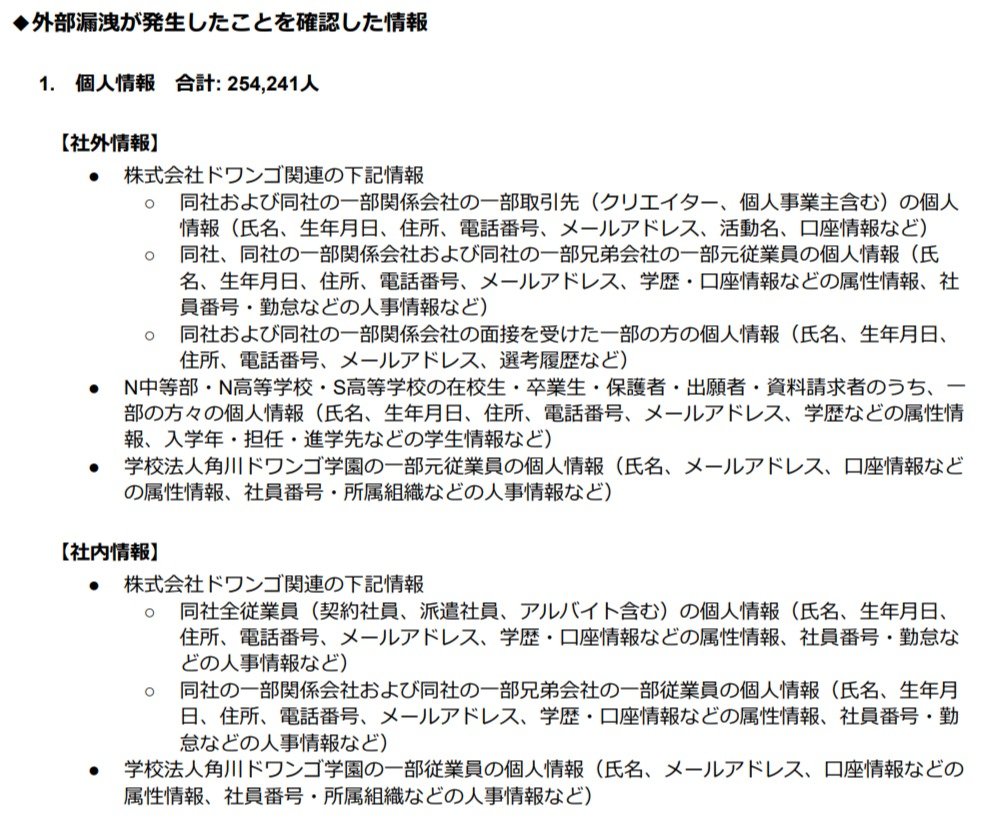 ◆外部漏洩が発生したことを確認した情報
1. 個人情報 合計: 254,241人
【社外情報】
● 株式会社ドワンゴ関連の下記情報
○ 同社および同社の一部関係会社の一部取引先（クリエイター、個人事業主含む）の個人
情報（氏名、生年月日、住所、電話番号、メールアドレス、活動名、口座情報など）
○ 同社、同社の一部関係会社および同社の一部兄弟会社の一部元従業員の個人情報（氏
名、生年月日、住所、電話番号、メールアドレス、学歴・口座情報などの属性情報、社
員番号・勤怠などの人事情報など）
○ 同社および同社の一部関係会社の面接を受けた一部の方の個人情報（氏名、生年月日、
住所、電話番号、メールアドレス、選考履歴など）
● N中等部・N高等学校・S高等学校の在校生・卒業生・保護者・出願者・資料請求者のうち、一
部の方々の個人情報（氏名、生年月日、住所、電話番号、メールアドレス、学歴などの属性情
報、入学年・担任・進学先などの学生情報など）
● 学校法人角川ドワンゴ学園の一部元従業員の個人情報（氏名、メールアドレス、口座情報など
の属性情報、社員番号・所属組織などの人事情報など）
【社内情報】
● 株式会社ドワンゴ関連の下記情報
○ 同社全従業員（契約社員、派遣社員、アルバイト含む）の個人情報（氏名、生年月日、
住所、電話番号、メールアドレス、学歴・口座情報などの属性情報、社員番号・勤怠な
どの人事情報など）
○ 同社の一部関係会社および同社の一部兄弟会社の一部従業員の個人情報（氏名、生年月
日、住所、電話番号、メールアドレス、学歴・口座情報などの属性情報、社員番号・勤
怠などの人事情報など）
● 学校法人角川ドワンゴ学園の一部従業員の個人情報（氏名、メールアドレス、口座情報などの
属性情報、社員番号・所属組織などの人事情報など）